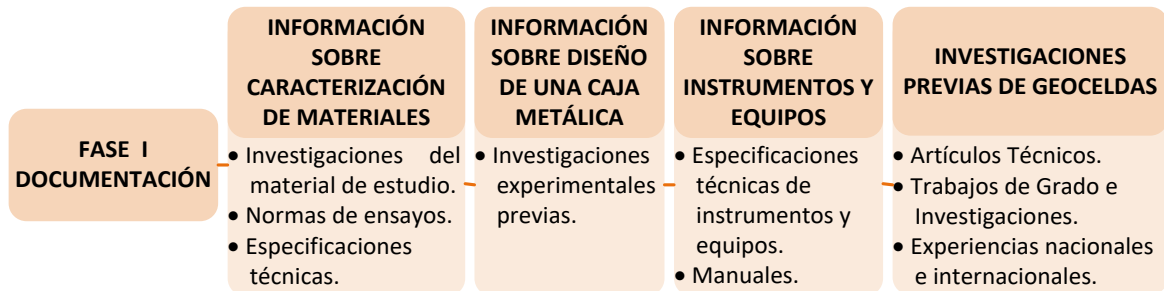 FASE I
DOCUMENTACIÓN
INFORMACIÓN
SOBRE
CARACTERIZACIÓN
DE MATERIALES
• Investigaciones del
material de estudio.
• Normas de ensayos.
• Especificaciones
técnicas.
INFORMACIÓN
SOBRE DISEÑO
DE UNA CAJA
METÁLICA
• Investigaciones
experimentales
previas.
INFORMACIÓN
SOBRE
INSTRUMENTOS Y
EQUIPOS
• Especificaciones
técnicas de
instrumentos y
equipos.
• Manuales.
INVESTIGACIONES
PREVIAS DE GEOCELDAS
• Artículos Técnicos.
• Trabajos de Grado e
Investigaciones.
• Experiencias nacionales
e internacionales.